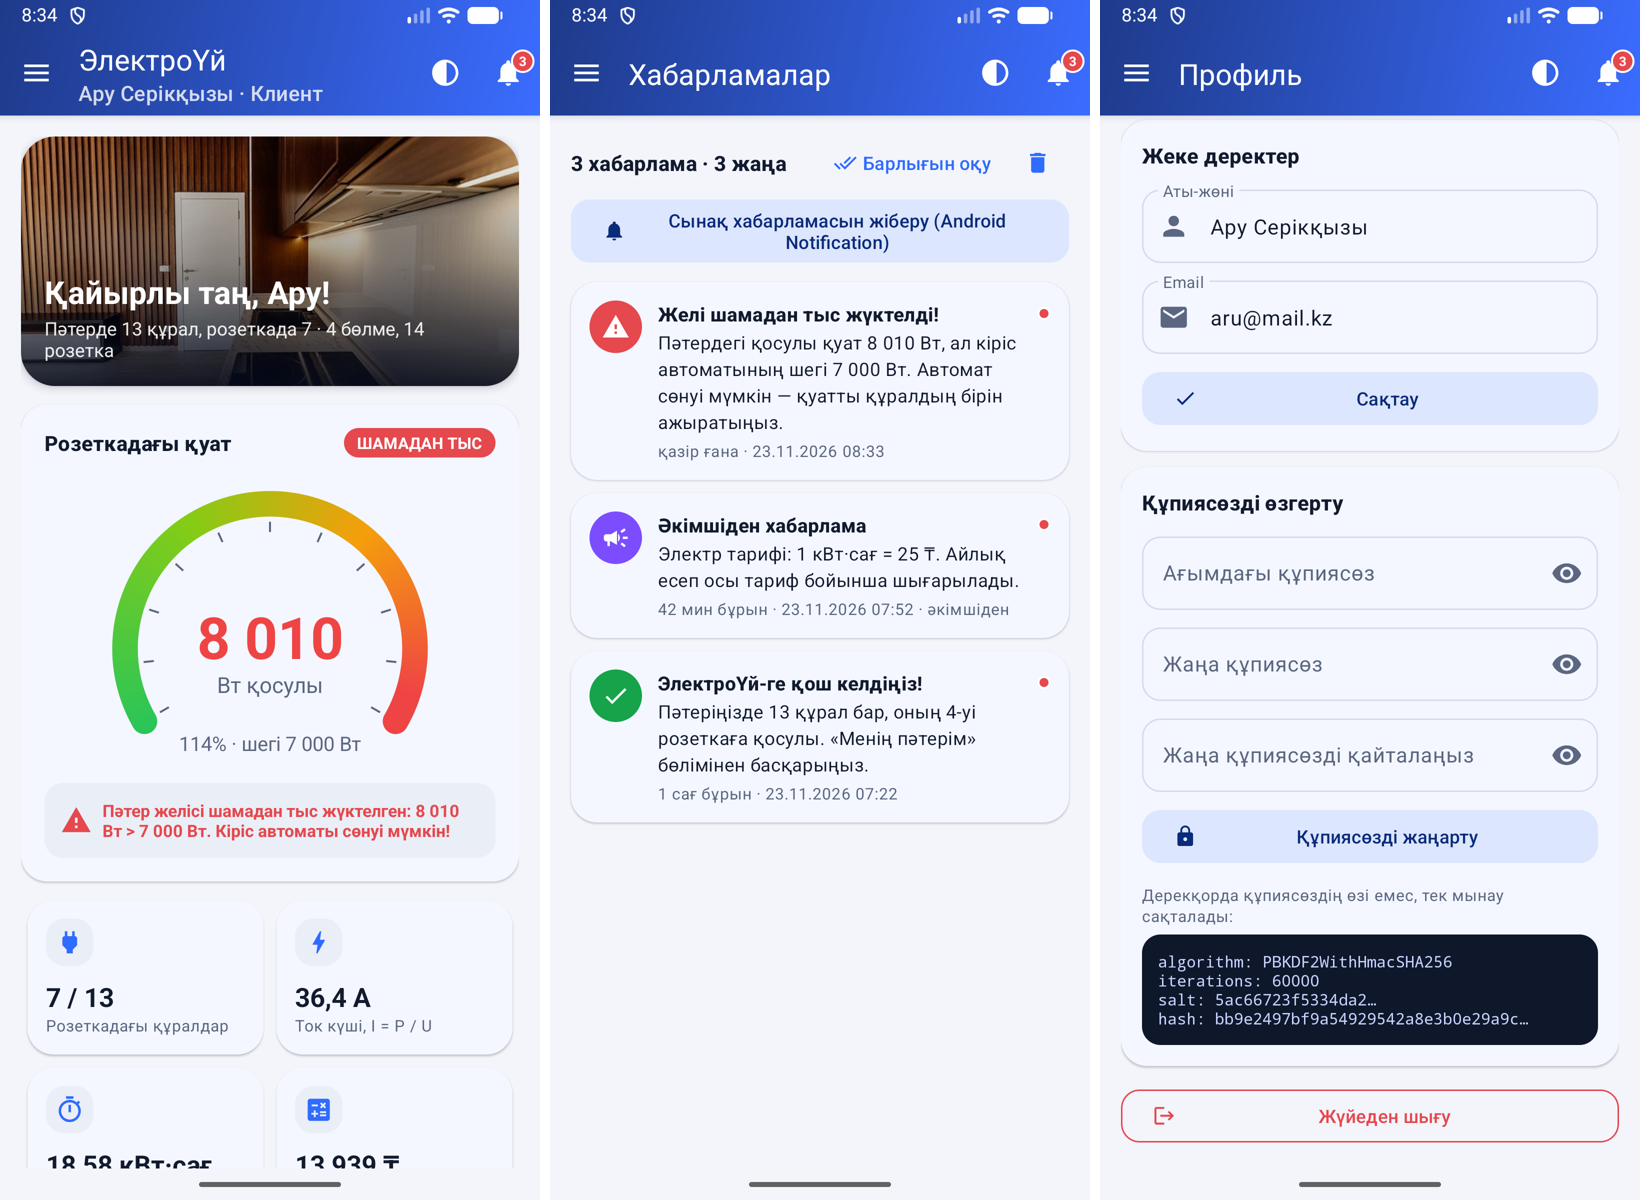 8:34
ЭлектроҮй
Ару Серікқызы · Клиент
3
Қайырлы таң, Ару!
Пәтерде 13 құрал, розеткада 7 · 4 бөлме, 14
розетка
Розеткадағы қуат
ШАМАДАН ТЫС
8 010
Вт қосулы
114% · шегі 7 000 Вт
Пәтер желісі шамадан тыс жүктелген: 8 010
Вт > 7 000 Вт. Кіріс автоматы сөнуі мүмкін!
7 / 13
Розеткадағы құралдар
36,4 А
Ток күші, I = P / U
18,58 кВт·сағ
13 939 ₸
8:34
Хабарламалар
3
3 хабарлама · 3 жаңа
Барлығын оқу
Сынақ хабарламасын жіберу (Android
Notification)
Желі шамадан тыс жүктелді!
Пәтердегі қосулы қуат 8 010 Вт, ал кіріс
автоматының шегі 7 000 Вт. Автомат
сөнуі мүмкін — қуатты құралдың бірін
ажыратыңыз.
қазір ғана · 23.11.2026 08:33
Әкімшіден хабарлама
Электр тарифі: 1 кВт·сағ = 25 ₸. Айлық
есеп осы тариф бойынша шығарылады.
42 мин бұрын · 23.11.2026 07:52 · әкімшіден
ЭлектроҮй-ге қош келдіңіз!
Пәтеріңізде 13 құрал бар, оның 4-уі
розеткаға қосулы. «Менің пәтерім»
бөлімінен басқарыңыз.
1 сағ бұрын · 23.11.2026 07:22
8:34
Профиль
3
Жеке деректер
Аты-жөні
Ару Серікқызы
Email
aru@mail.kz
Сақтау
Құпиясөзді өзгерту
Ағымдағы құпиясөз
Жаңа құпиясөз
Жаңа құпиясөзді қайталаңыз
Құпиясөзді жаңарту
Дерекқорда құпиясөздің өзі емес, тек мынау
сақталады:
algorithm: PBKDF2WithHmacSHA256
iterations: 60000
salt: 5ac66723f5334da2…
hash: bb9e2497bf9a54929542a8e3b0e29a9c…
Жүйеден шығу